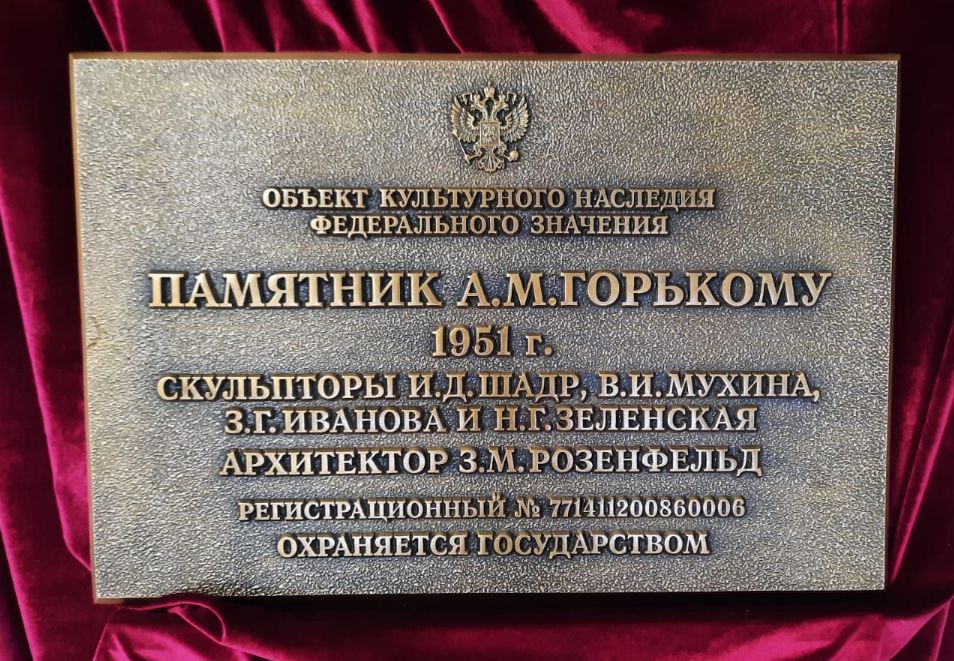 ОБЪЕКТ КУЛЬТУРНОГО НАСЛЕДИЯ
ФЕДЕРАЛЬНОГО ЗНАЧЕНИЯ
ПАМЯТНИК А.М.ГОРЬКОМУ
1951 г.
СКУЛЬПТОРЫ И.Д.ШАДР, В.И.МУХИНА,
З.Г.ИВАНОВА И Н.Г.ЗЕЛЕНСКАЯ
АРХИТЕКТОР З.М.РОЗЕНФЕЛЬД
РЕГИСТРАЦИОННЫЙ № 771411200860006
ОХРАНЯЕТСЯ ГОСУДАРСТВОМ